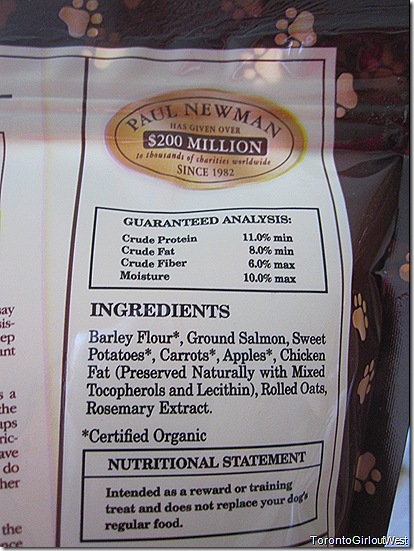 PAUL NEWMAN
HAS GIVEN OVER
$200 MILLION
to thousands of charities worldwide
SINCE 1982
GUARANTEED ANALYSIS:
Crude Protein 11.0% min
Crude Fat 8.0% min
Crude Fiber 6.0% max
Moisture 10.0% max
INGREDIENTS
Barley Flour*, Ground Salmon, Sweet
Potatoes*, Carrots*, Apples*, Chicken
Fat (Preserved Naturally with Mixed
Tocopherols and Lecithin), Rolled Oats,
Rosemary Extract.
*Certified Organic
NUTRITIONAL STATEMENT
Intended as a reward or training
treat and does not replace your dog's
regular food.
TorontoGirloutWest